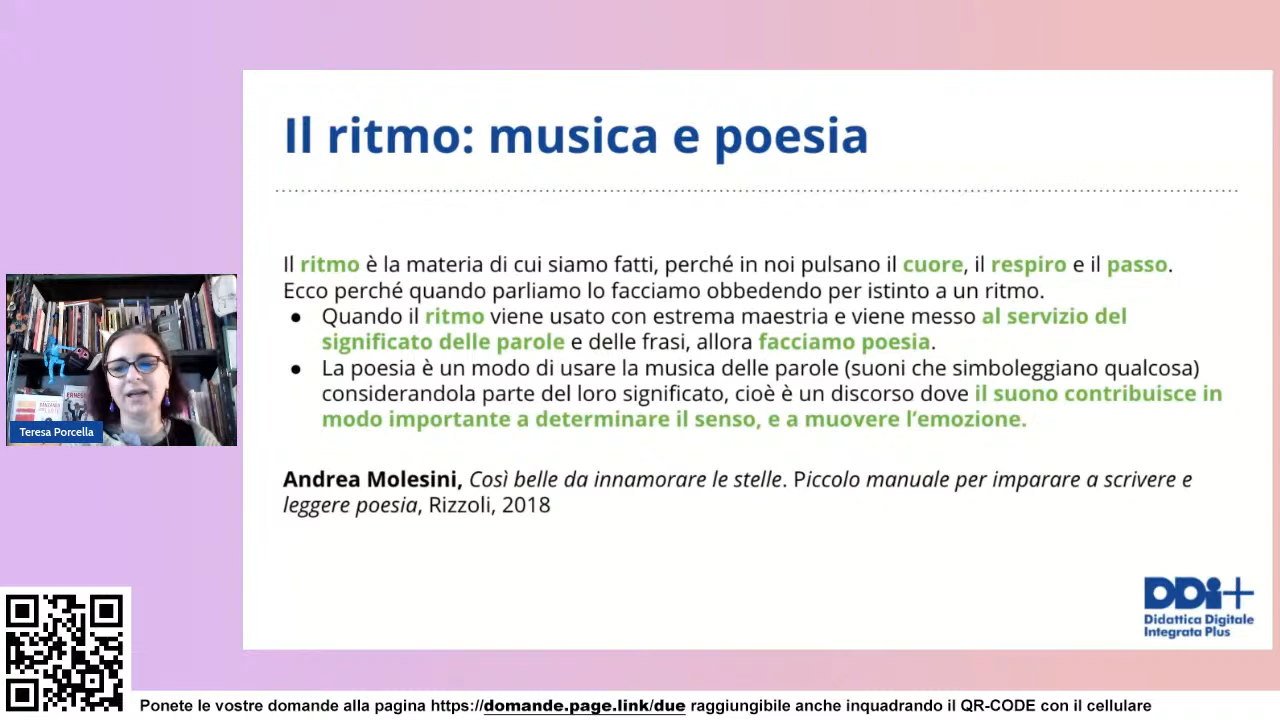 Il ritmo: musica e poesia
Il ritmo è la materia di cui siamo fatti, perché in noi pulsano il cuore, il respiro e il passo.
Ecco perché quando parliamo lo facciamo obbedendo per istinto a un ritmo.
● Quando il ritmo viene usato con estrema maestria e viene messo al servizio del
significato delle parole e delle frasi, allora facciamo poesia.
● La poesia è un modo di usare la musica delle parole (suoni che simboleggiano qualcosa)
considerandola parte del loro significato, cioè è un discorso dove il suono contribuisce in
modo importante a determinare il senso, e a muovere l'emozione.
Andrea Molesini, Così belle da innamorare le stelle. Piccolo manuale per imparare a scrivere e
leggere poesia, Rizzoli, 2018
Teresa Porcella
DDi+
Didattica Digitale
Integrata Plus
Ponete le vostre domande alla pagina https://domande.page.link/due raggiungibile anche inquadrando il QR-CODE con il cellulare